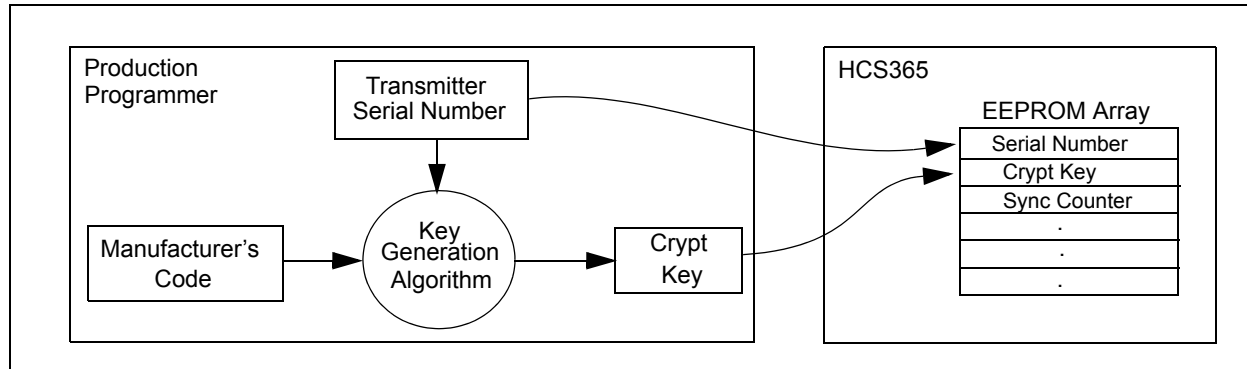 Production
Programmer
Transmitter
Serial Number
Manufacturer's
Code
Key
Generation
Algorithm
Crypt
Key
HCS365
EEPROM Array
Serial Number
Crypt Key
Sync Counter
.
.
.